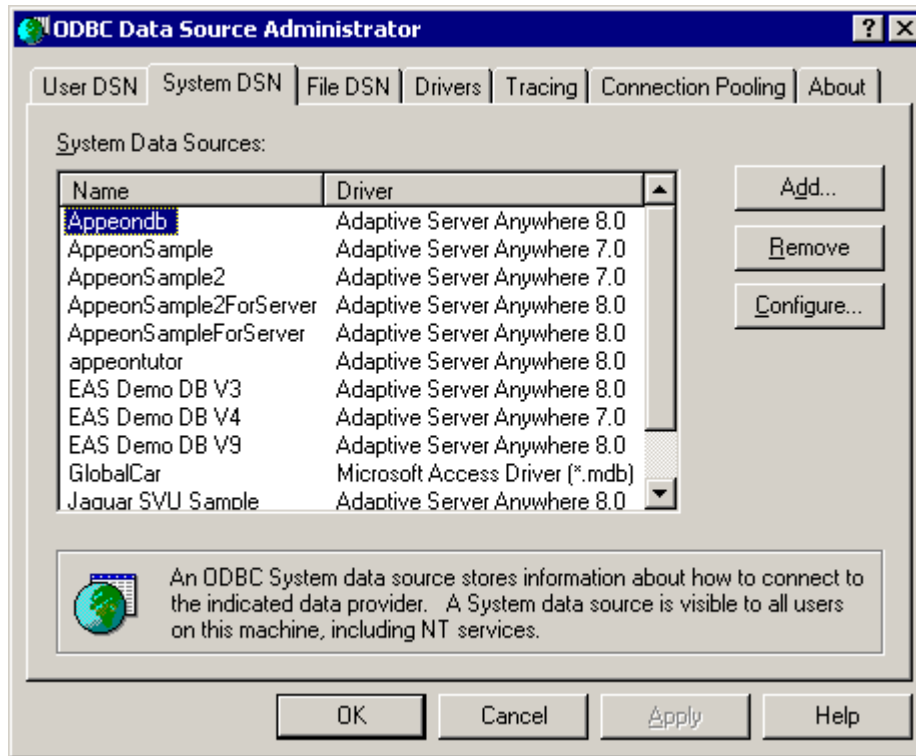 ODBC Data Source Administrator
User DSN System DSN File DSN Drivers Tracing Connection Pooling About
System Data Sources:
Name Driver
Appeondb Adaptive Server Anywhere 8.0
AppeonSample Adaptive Server Anywhere 7.0
AppeonSample2 Adaptive Server Anywhere 7.0
AppeonSample2ForServer Adaptive Server Anywhere 8.0
AppeonSampleForServer Adaptive Server Anywhere 8.0
appeontutor Adaptive Server Anywhere 8.0
EAS Demo DB V3 Adaptive Server Anywhere 8.0
EAS Demo DB V4 Adaptive Server Anywhere 7.0
EAS Demo DB V9 Adaptive Server Anywhere 8.0
GlobalCar Microsoft Access Driver (*.mdb)
Jaguar SVU Sample Adaptive Server Anywhere 8.0
Add...
Remove
Configure...
An ODBC System data source stores information about how to connect to
the indicated data provider. A System data source is visible to all users
on this machine, including NT services.
OK Cancel Apply Help